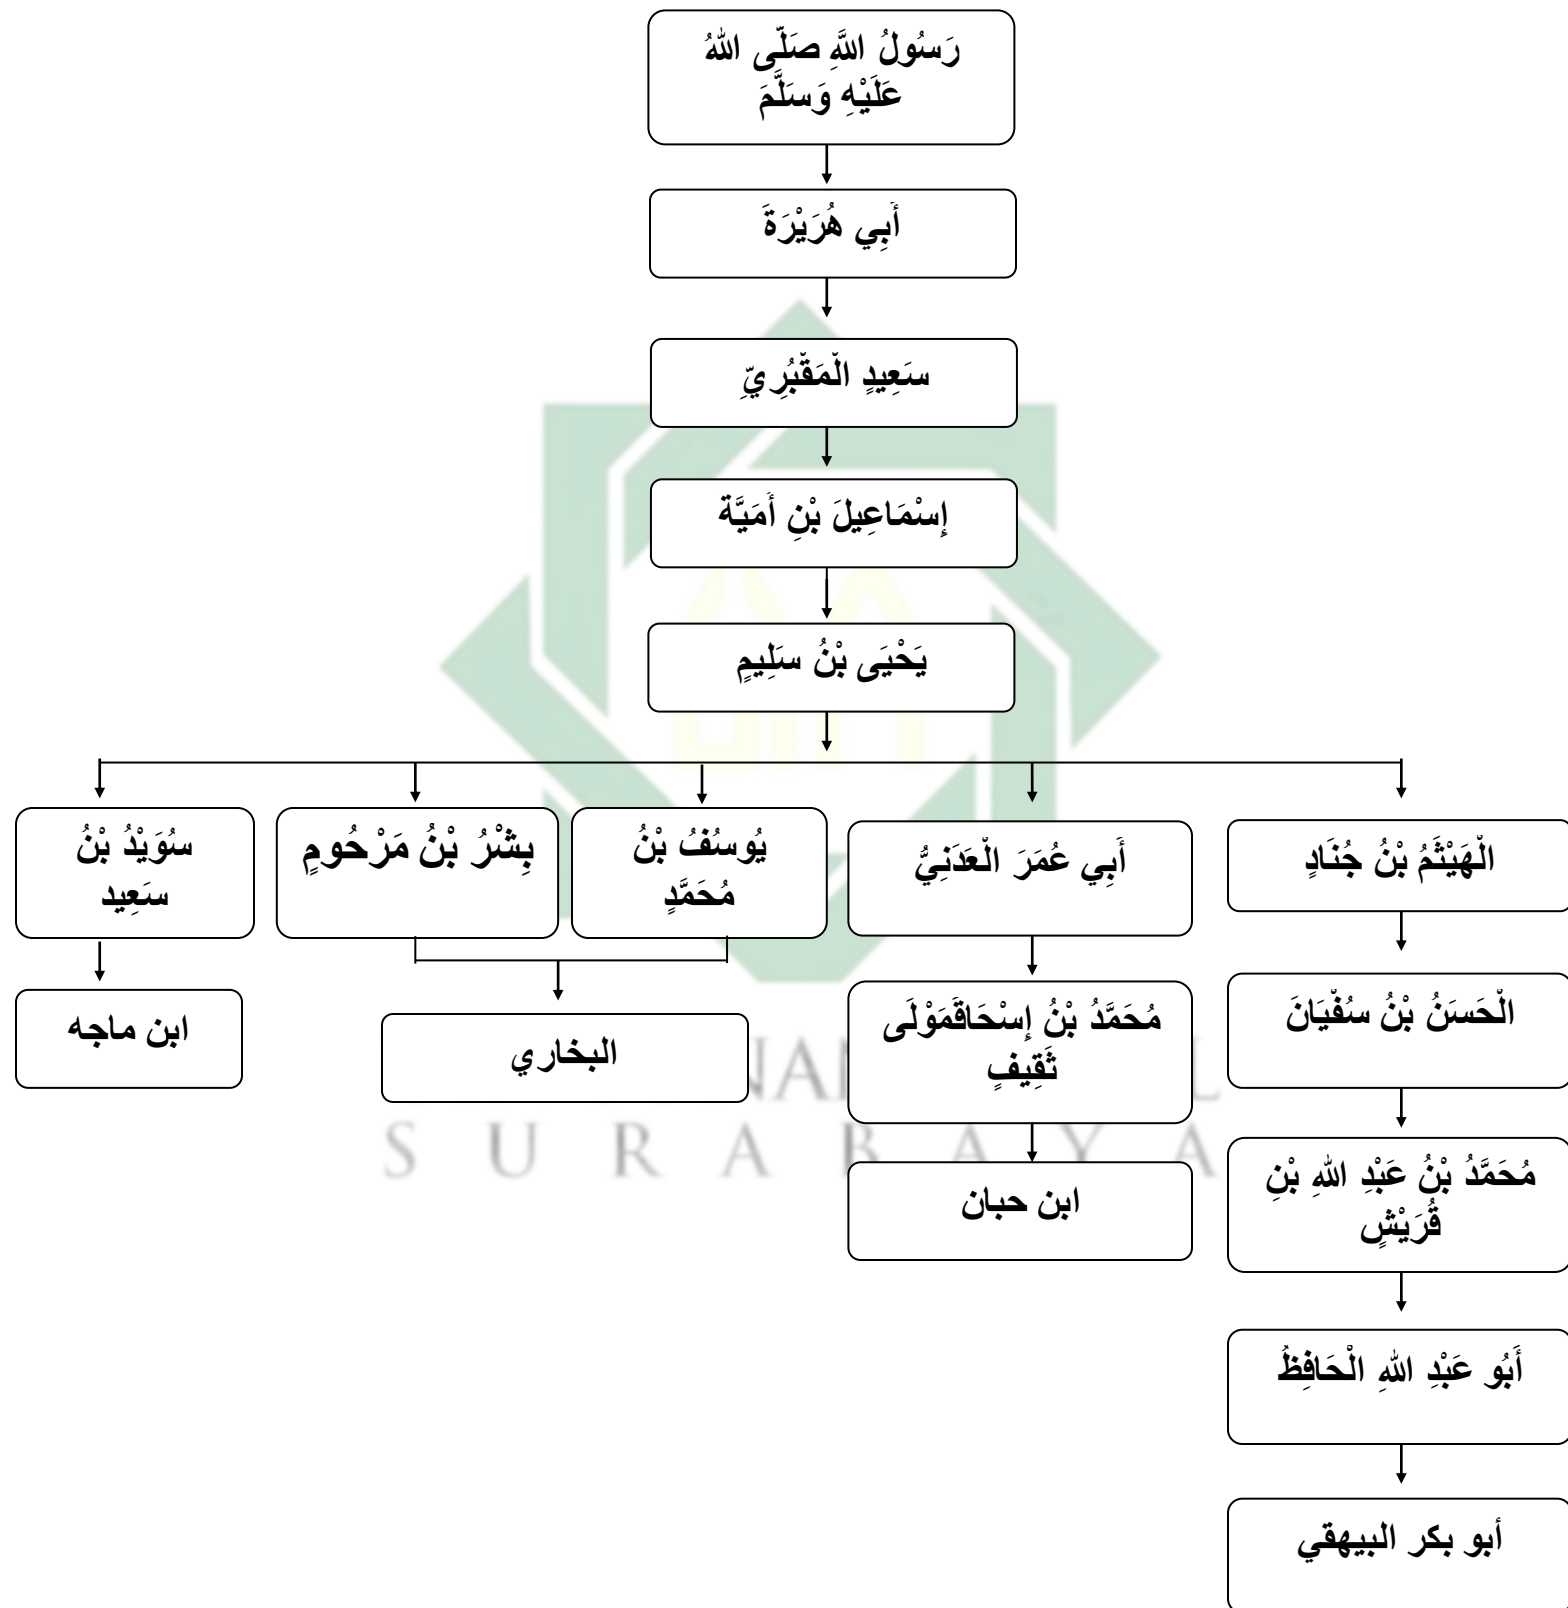 رَسُولُ اللَّهِ صَلَّى اللهُ
عَلَيْهِ وَسَلَّمَ
أَبِي هُرَيْرَةَ
سَعِيدٍ الْمَقْبُرِيِّ
إِسْمَاعِيلَ بْنِ أُمَيَّةَ
يَحْيَى بْنُ سَلِيمٍ
الْهَيْثَمُ بْنُ جُنَادٍ
أَبِي عُمَرَ الْعَدَنِيُّ
يُوسُفُ بْنُ
مُحَمَّدٍ
بِشْرُ بْنُ مَرْحُومٍ
سُوَيْدُ بْنُ
سَعِيد
الْحَسَنُ بْنُ سُفْيَانَ
مُحَمَّدُ بْنُ إِسْحَاقَمَوْلَى
ثَقِيفٍ
البخاري
ابن ماجه
مُحَمَّدُ بْنُ عَبْدِ اللهِ بْنِ
قُرَيْشٍ
ابن حبان
أَبُو عَبْدِ اللهِ الْحَافِظُ
أبو بكر البيهقي
SURABAYA